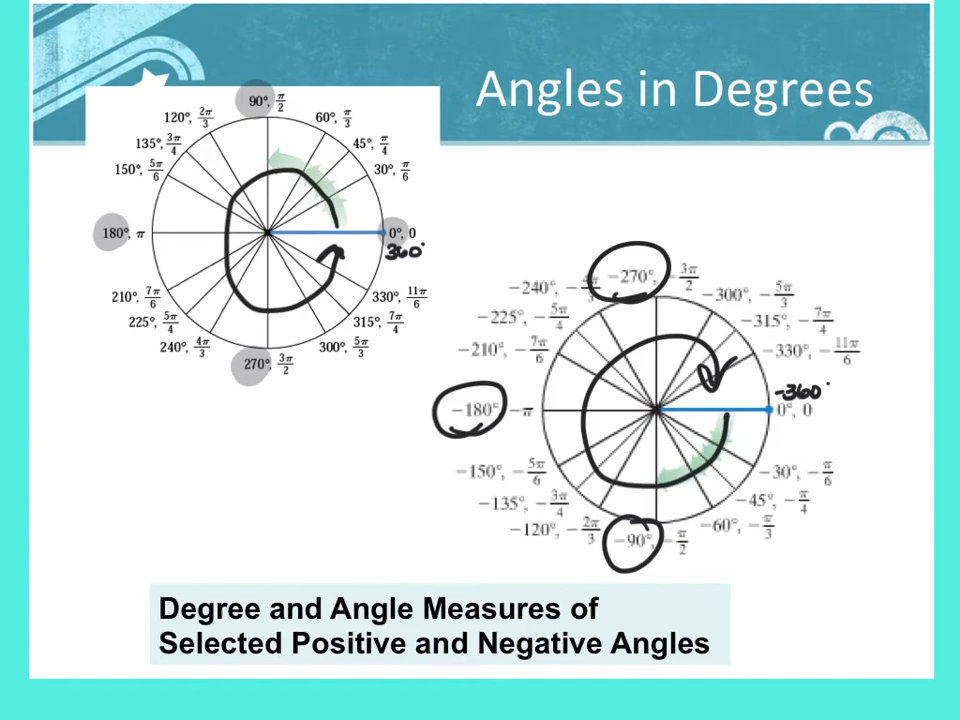 Angles in Degrees
90°, π/2
120°, 2π/3
60°, π/3
135°, 3π/4
45°, π/4
150°, 5π/6
30°, π/6
180°, π
0°, 0
360°
210°, 7π/6
330°, 11π/6
225°, 5π/4
315°, 7π/4
240°, 4π/3
300°, 5π/3
270°, 3π/2
−270°, −3π/2
−240°, −4π/3
−300°, −5π/3
−225°, −5π/4
−315°, −7π/4
−210°, −7π/6
−330°, −11π/6
-360°
−180°, −π
0°, 0
−150°, −5π/6
−30°, −π/6
−135°, −3π/4
−45°, −π/4
−120°, −2π/3
−60°, −π/3
−90°, −π/2
Degree and Angle Measures of
Selected Positive and Negative Angles